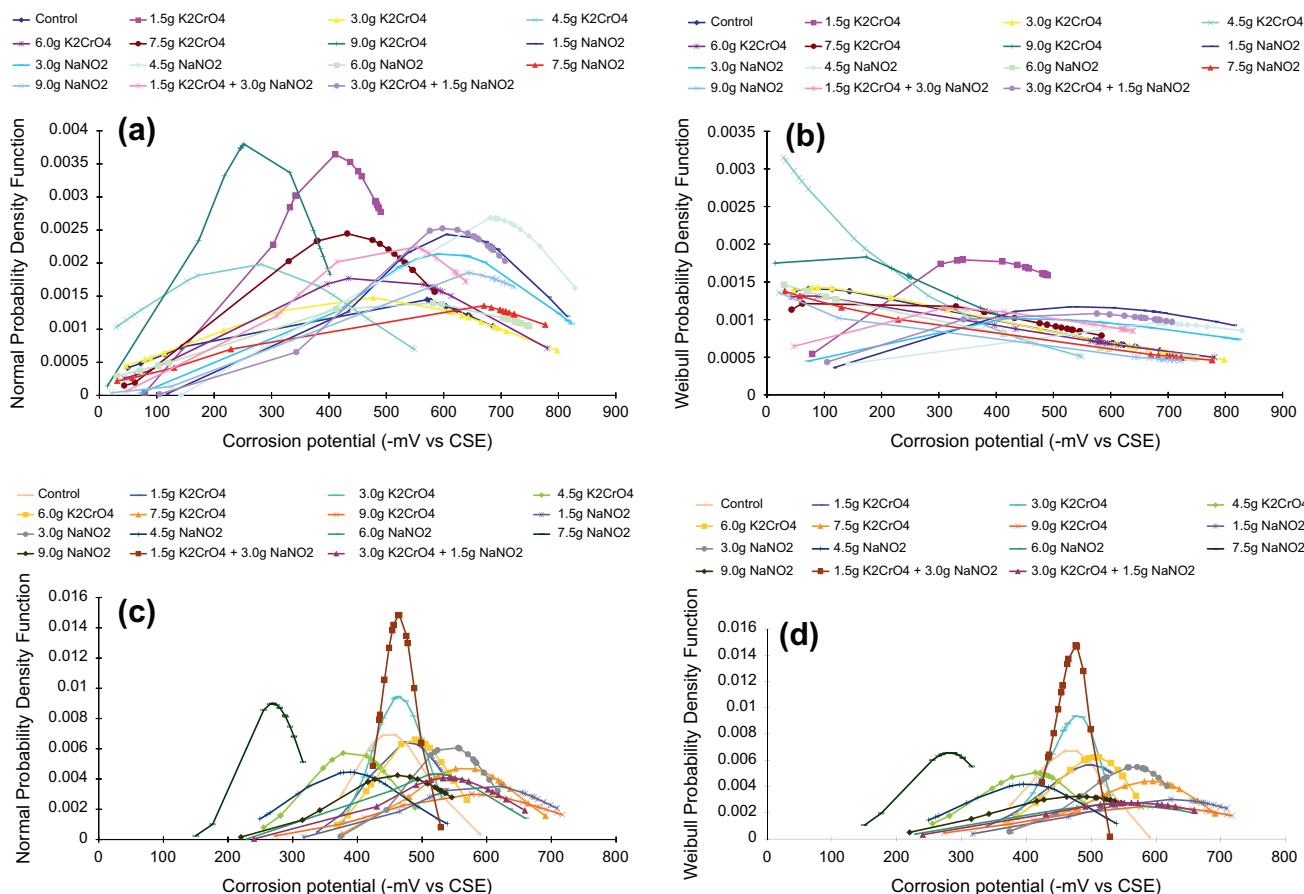 Control 1.5g K2CrO4 3.0g K2CrO4 4.5g K2CrO4
6.0g K2CrO4 7.5g K2CrO4 9.0g K2CrO4 1.5g NaNO2
3.0g NaNO2 4.5g NaNO2 6.0g NaNO2 7.5g NaNO2
9.0g NaNO2 1.5g K2CrO4 + 3.0g NaNO2 3.0g K2CrO4 + 1.5g NaNO2
(a)
Normal Probability Density Function
0.004
0.0035
0.003
0.0025
0.002
0.0015
0.001
0.0005
0
0 100 200 300 400 500 600 700 800 900
Corrosion potential (-mV vs CSE)
Control 1.5g K2CrO4 3.0g K2CrO4 4.5g K2CrO4
6.0g K2CrO4 7.5g K2CrO4 9.0g K2CrO4 1.5g NaNO2
3.0g NaNO2 4.5g NaNO2 6.0g NaNO2 7.5g NaNO2
9.0g NaNO2 1.5g K2CrO4 + 3.0g NaNO2 3.0g K2CrO4 + 1.5g NaNO2
(b)
Weibull Probability Density Function
0.0035
0.003
0.0025
0.002
0.0015
0.001
0.0005
0
0 100 200 300 400 500 600 700 800 900
Corrosion potential (-mV vs CSE)
Control 1.5g K2CrO4 3.0g K2CrO4 4.5g K2CrO4
6.0g K2CrO4 7.5g K2CrO4 9.0g K2CrO4 1.5g NaNO2
3.0g NaNO2 4.5g NaNO2 6.0g NaNO2 7.5g NaNO2
9.0g NaNO2 1.5g K2CrO4 + 3.0g NaNO2 3.0g K2CrO4 + 1.5g NaNO2
(c)
Normal Probability Density Function
0.016
0.014
0.012
0.01
0.008
0.006
0.004
0.002
0
0 100 200 300 400 500 600 700 800
Corrosion potential (-mV vs CSE)
Control 1.5g K2CrO4 3.0g K2CrO4 4.5g K2CrO4
6.0g K2CrO4 7.5g K2CrO4 9.0g K2CrO4 1.5g NaNO2
3.0g NaNO2 4.5g NaNO2 6.0g NaNO2 7.5g NaNO2
9.0g NaNO2 1.5g K2CrO4 + 3.0g NaNO2 3.0g K2CrO4 + 1.5g NaNO2
(d)
Weibull Probability Density Function
0.016
0.014
0.012
0.01
0.008
0.006
0.004
0.002
0
0 100 200 300 400 500 600 700 800
Corrosion potential (-mV vs CSE)